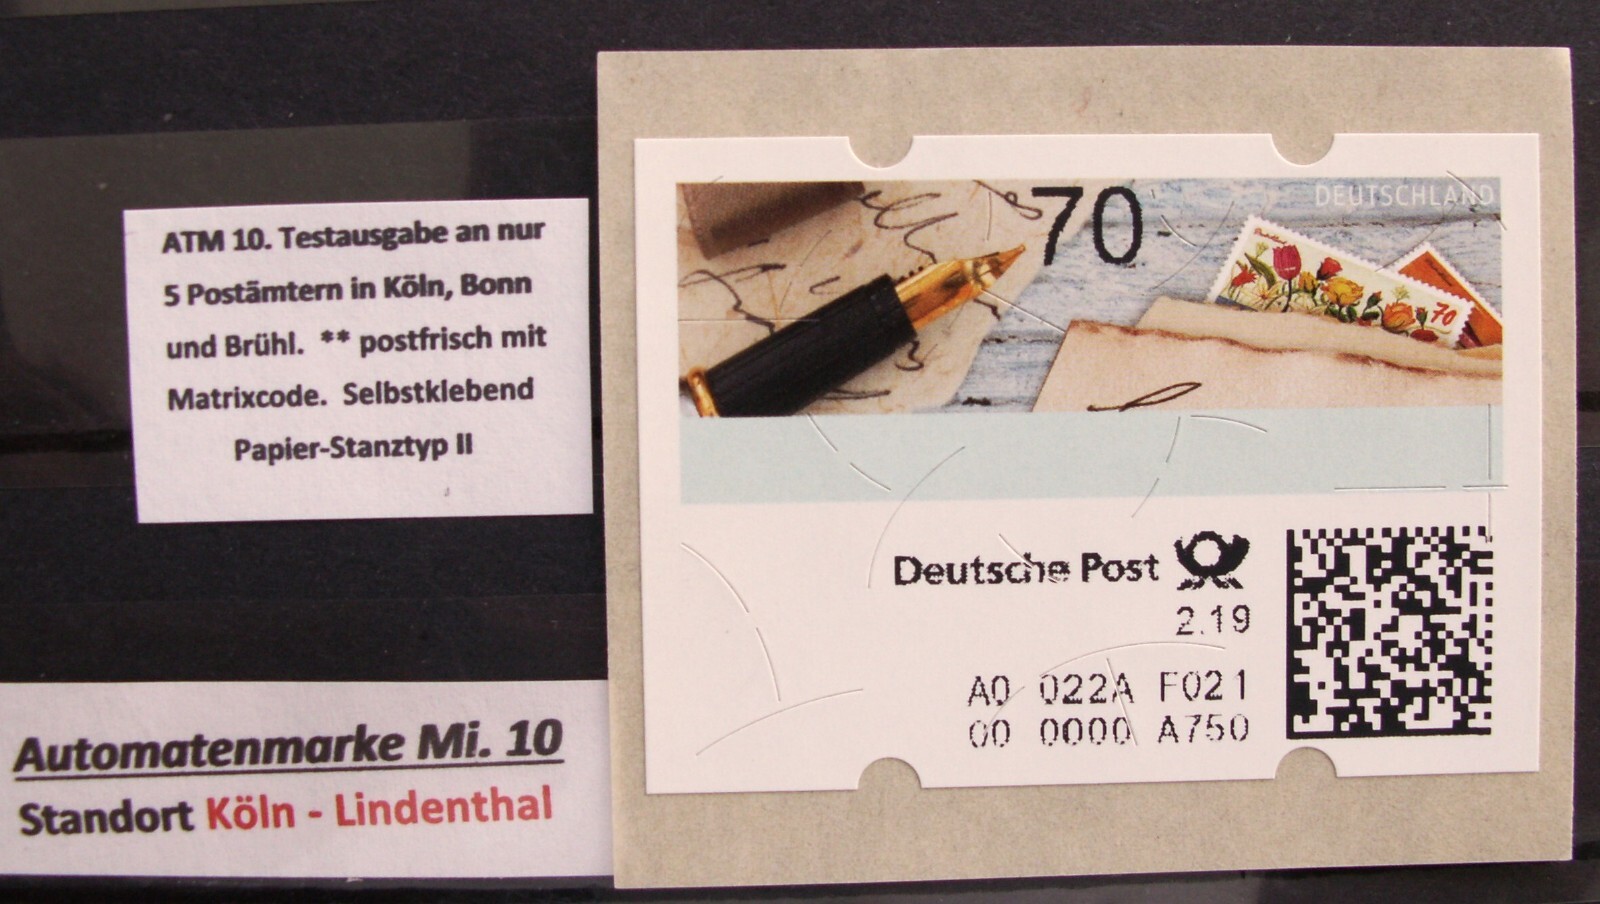 ATM 10. Testausgabe an nur
5 Postämtern in Köln, Bonn
und Brühl. ** postfrisch mit
Matrixcode. Selbstklebend
Papier-Stanztyp II
Automatenmarke Mi. 10
Standort Köln - Lindenthal
70
DEUTSCHLAND
70
Deutsche Post
2.19
A0 022A F021
00 0000 A750